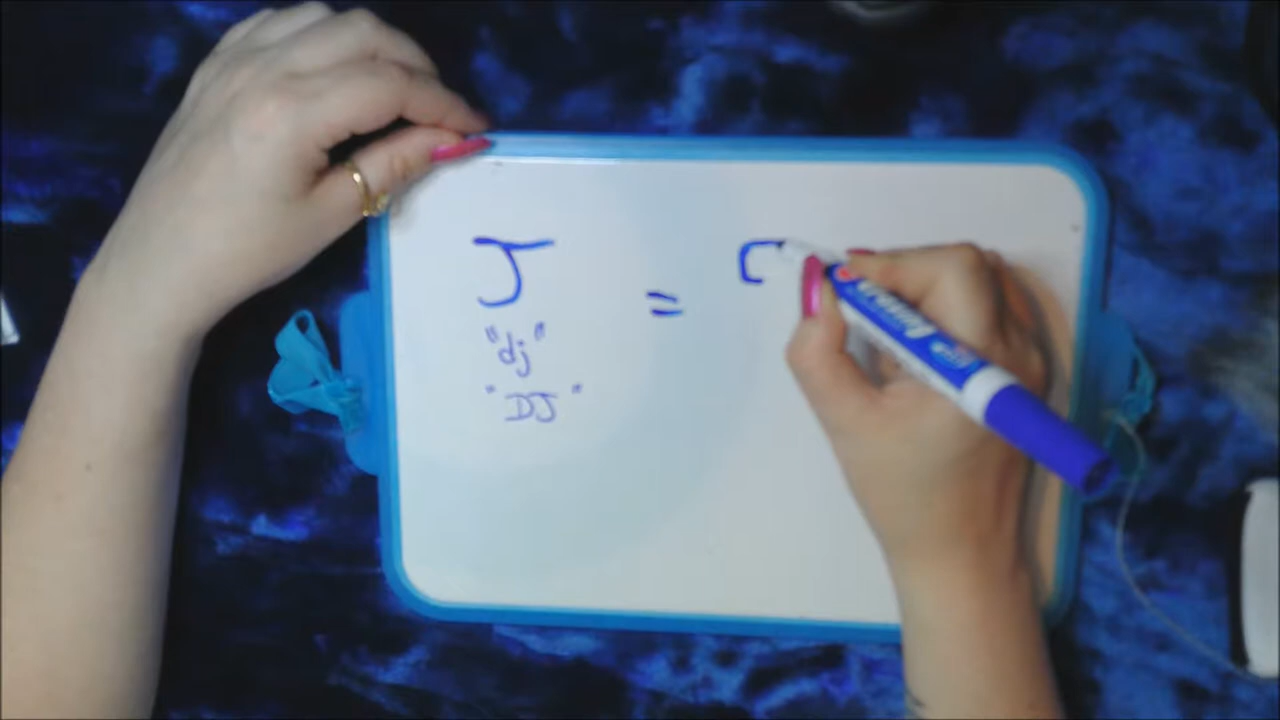 J = ㄷ
"dj"
"DJ"